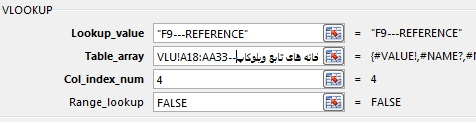 VLOOKUP
Lookup_value "F9---REFERENCE" = "F9---REFERENCE"
Table_array VLU!A18:AA33--خانه های تابع ویلوکاپ = {#VALUE!,#NAME?,#N
Col_index_num 4 = 4
Range_lookup FALSE = FALSE